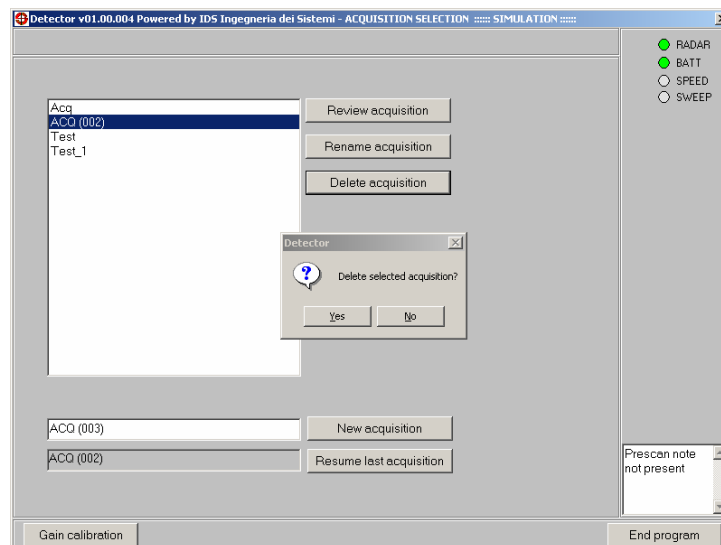 Detector v01.00.004 Powered by IDS Ingegneria dei Sistemi - ACQUISITION SELECTION :::::: SIMULATION ::::::
RADAR
BATT
SPEED
SWEEP
Acq
ACQ (002)
Test
Test_1
Review acquisition
Rename acquisition
Delete acquisition
Detector
Delete selected acquisition?
Yes
No
ACQ (003)
New acquisition
ACQ (002)
Resume last acquisition
Prescan note
not present
Gain calibration
End program